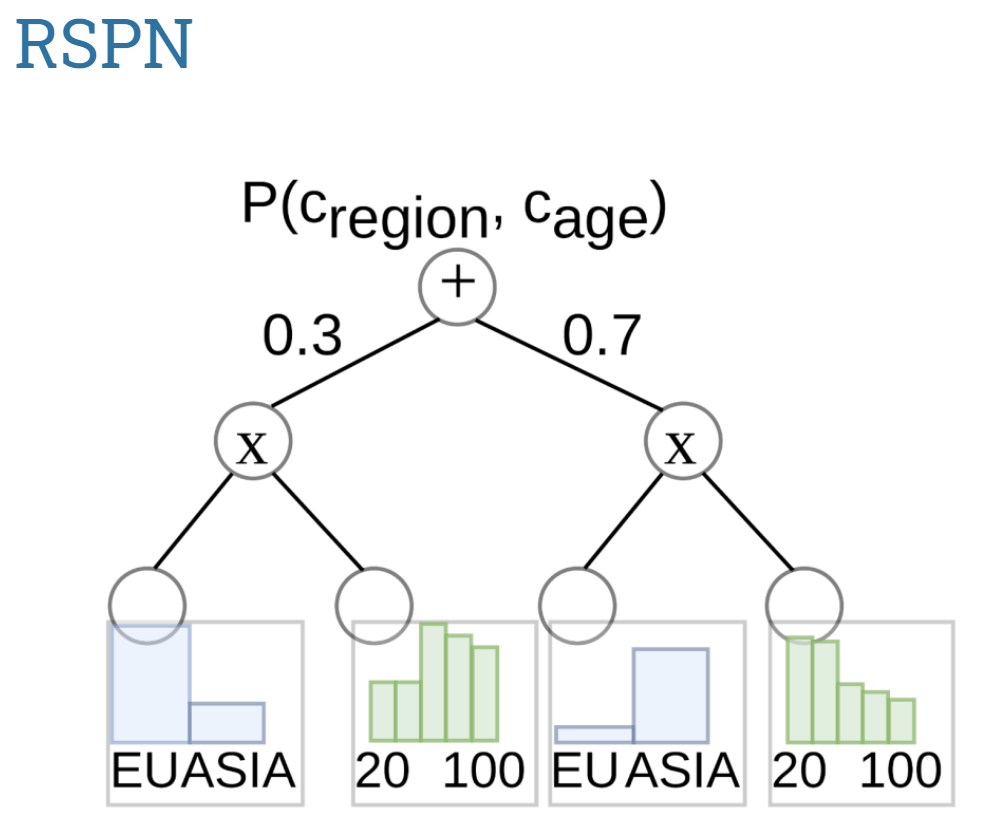 RSPN
P(c_region, c_age)
+
0.3 0.7
x x
EU ASIA 20 100 EU ASIA 20 100